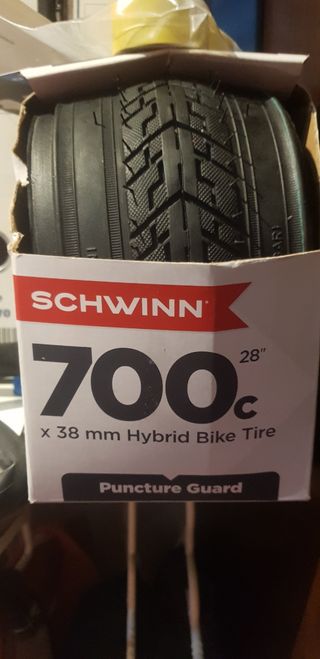 SCHWINN
700c
28"
x 38 mm Hybrid Bike Tire
Puncture Guard